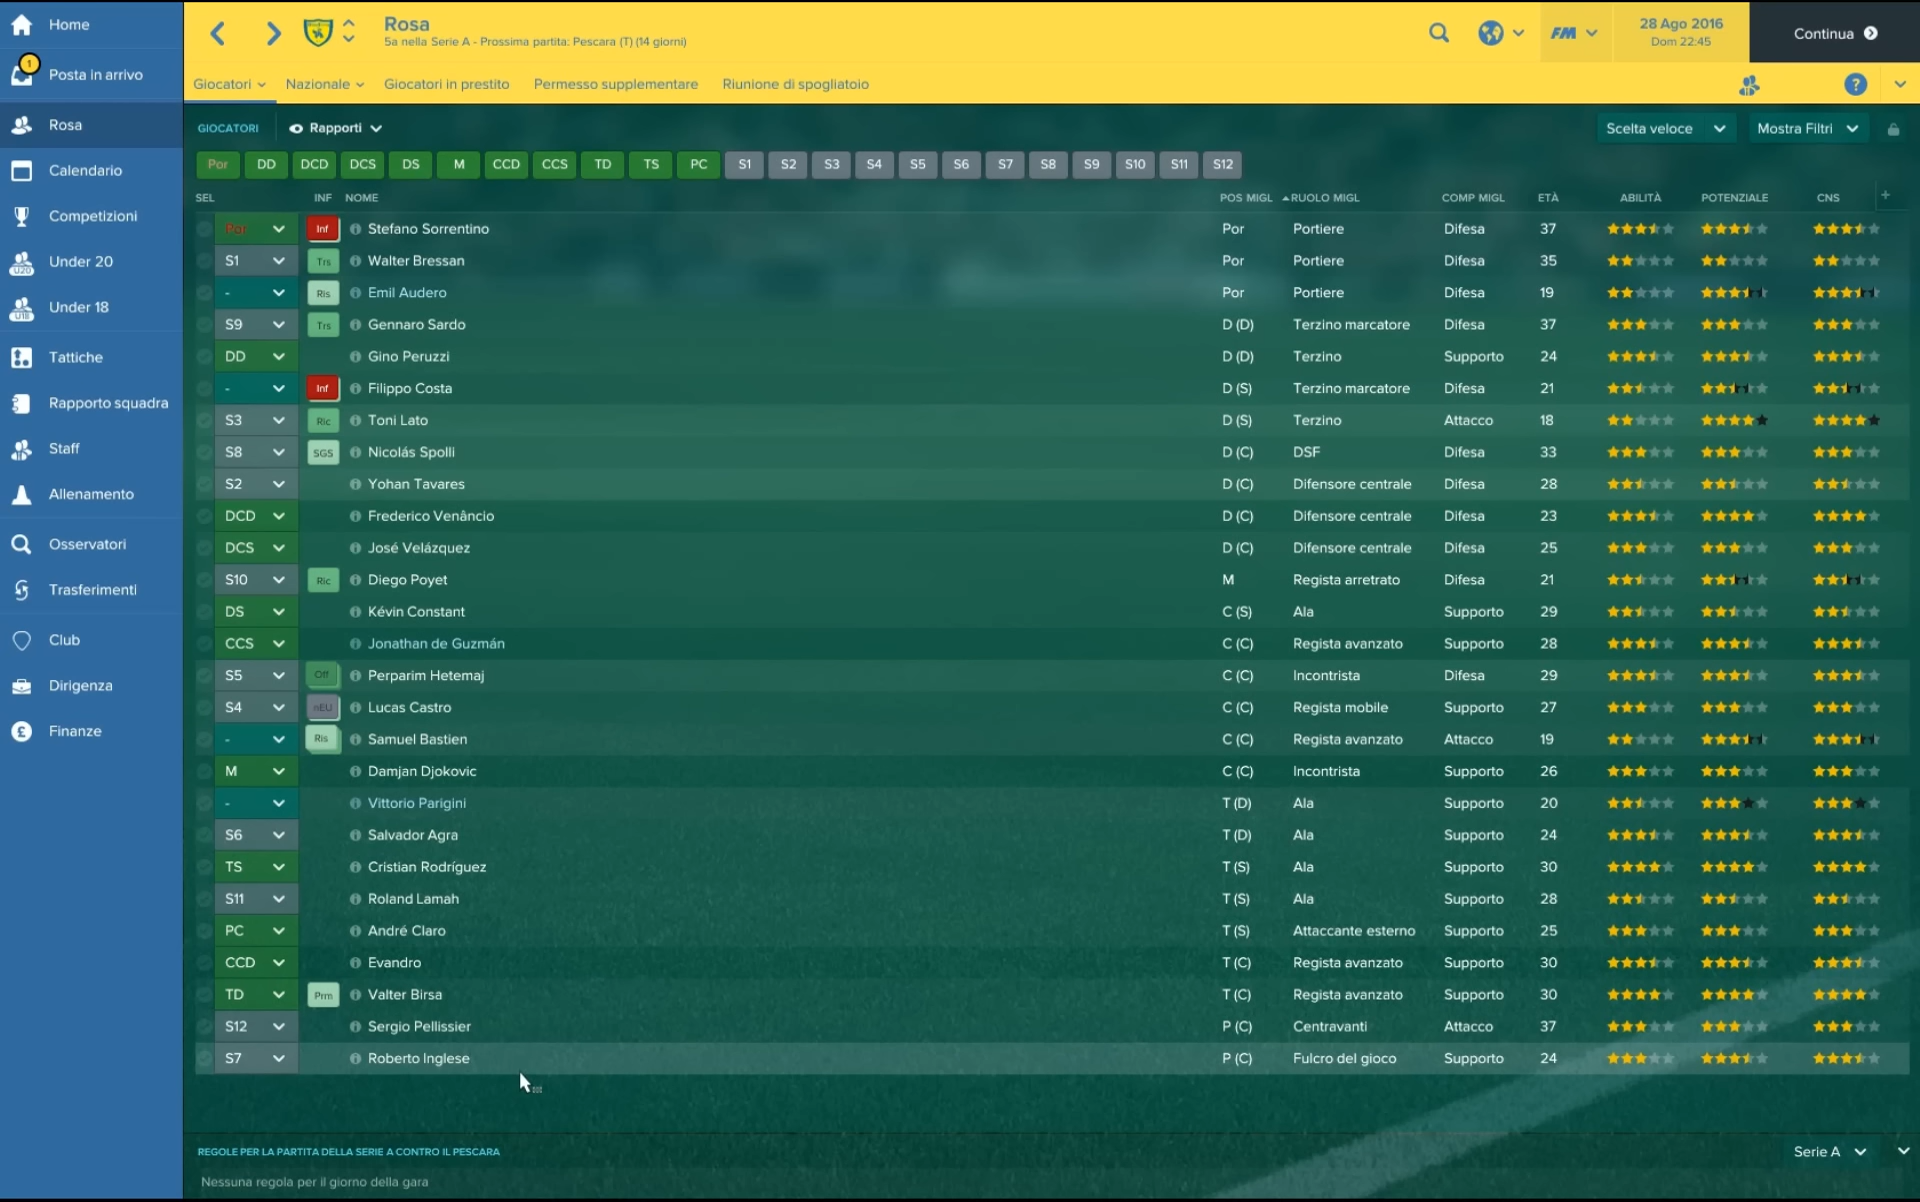 Home
1
Posta in arrivo
Rosa
Calendario
Competizioni
U20
Under 20
U18
Under 18
Tattiche
Rapporto squadra
Staff
Allenamento
Osservatori
Trasferimenti
Club
Dirigenza
£
Finanze
Rosa
5a nella Serie A - Prossima partita: Pescara (T) (14 giorni)
FM
28 Ago 2016
Dom 22:45
Continua
Giocatori Nazionale Giocatori in prestito Permesso supplementare Riunione di spogliatoio ?
GIOCATORI Rapporti Scelta veloce Mostra Filtri
Por DD DCD DCS DS M CCD CCS TD TS PC S1 S2 S3 S4 S5 S6 S7 S8 S9 S10 S11 S12
SEL INF NOME POS MIGL RUOLO MIGL COMP MIGL ETÀ ABILITÀ POTENZIALE CNS +
Por Inf Stefano Sorrentino Por Portiere Difesa 37
S1 Trs Walter Bressan Por Portiere Difesa 35
- Ris Emil Audero Por Portiere Difesa 19
S9 Trs Gennaro Sardo D (D) Terzino marcatore Difesa 37
DD Gino Peruzzi D (D) Terzino Supporto 24
- Inf Filippo Costa D (S) Terzino marcatore Difesa 21
S3 Ric Toni Lato D (S) Terzino Attacco 18
S8 SGS Nicolás Spolli D (C) DSF Difesa 33
S2 Yohan Tavares D (C) Difensore centrale Difesa 28
DCD Frederico Venâncio D (C) Difensore centrale Difesa 23
DCS José Velázquez D (C) Difensore centrale Difesa 25
S10 Ric Diego Poyet M Regista arretrato Difesa 21
DS Kévin Constant C (S) Ala Supporto 29
CCS Jonathan de Guzmán C (C) Regista avanzato Supporto 28
S5 Off Perparim Hetemaj C (C) Incontrista Difesa 29
S4 nEU Lucas Castro C (C) Regista mobile Supporto 27
- Ris Samuel Bastien C (C) Regista avanzato Attacco 19
M Damjan Djokovic C (C) Incontrista Supporto 26
- Vittorio Parigini T (D) Ala Supporto 20
S6 Salvador Agra T (D) Ala Supporto 24
TS Cristian Rodríguez T (S) Ala Supporto 30
S11 Roland Lamah T (S) Ala Supporto 28
PC André Claro T (S) Attaccante esterno Supporto 25
CCD Evandro T (C) Regista avanzato Supporto 30
TD Prm Valter Birsa T (C) Regista avanzato Supporto 30
S12 Sergio Pellissier P (C) Centravanti Attacco 37
S7 Roberto Inglese P (C) Fulcro del gioco Supporto 24
REGOLE PER LA PARTITA DELLA SERIE A CONTRO IL PESCARA Serie A
Nessuna regola per il giorno della gara